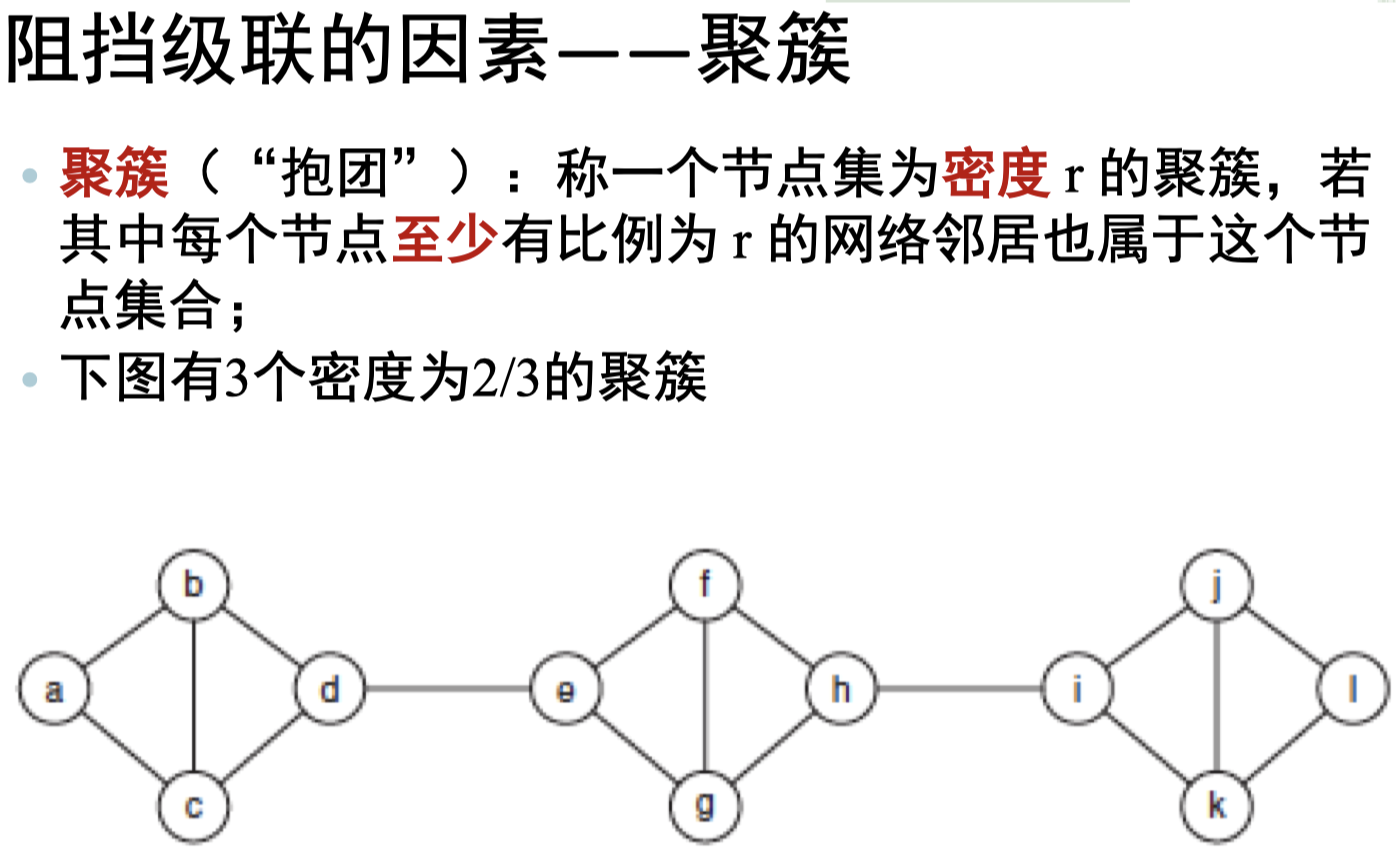 阻挡级联的因素——聚簇
• 聚簇（“抱团”）：称一个节点集为密度 r 的聚簇，若
其中每个节点至少有比例为 r 的网络邻居也属于这个节
点集合；
• 下图有3个密度为2/3的聚簇
b f j
a d e h i l
c g k